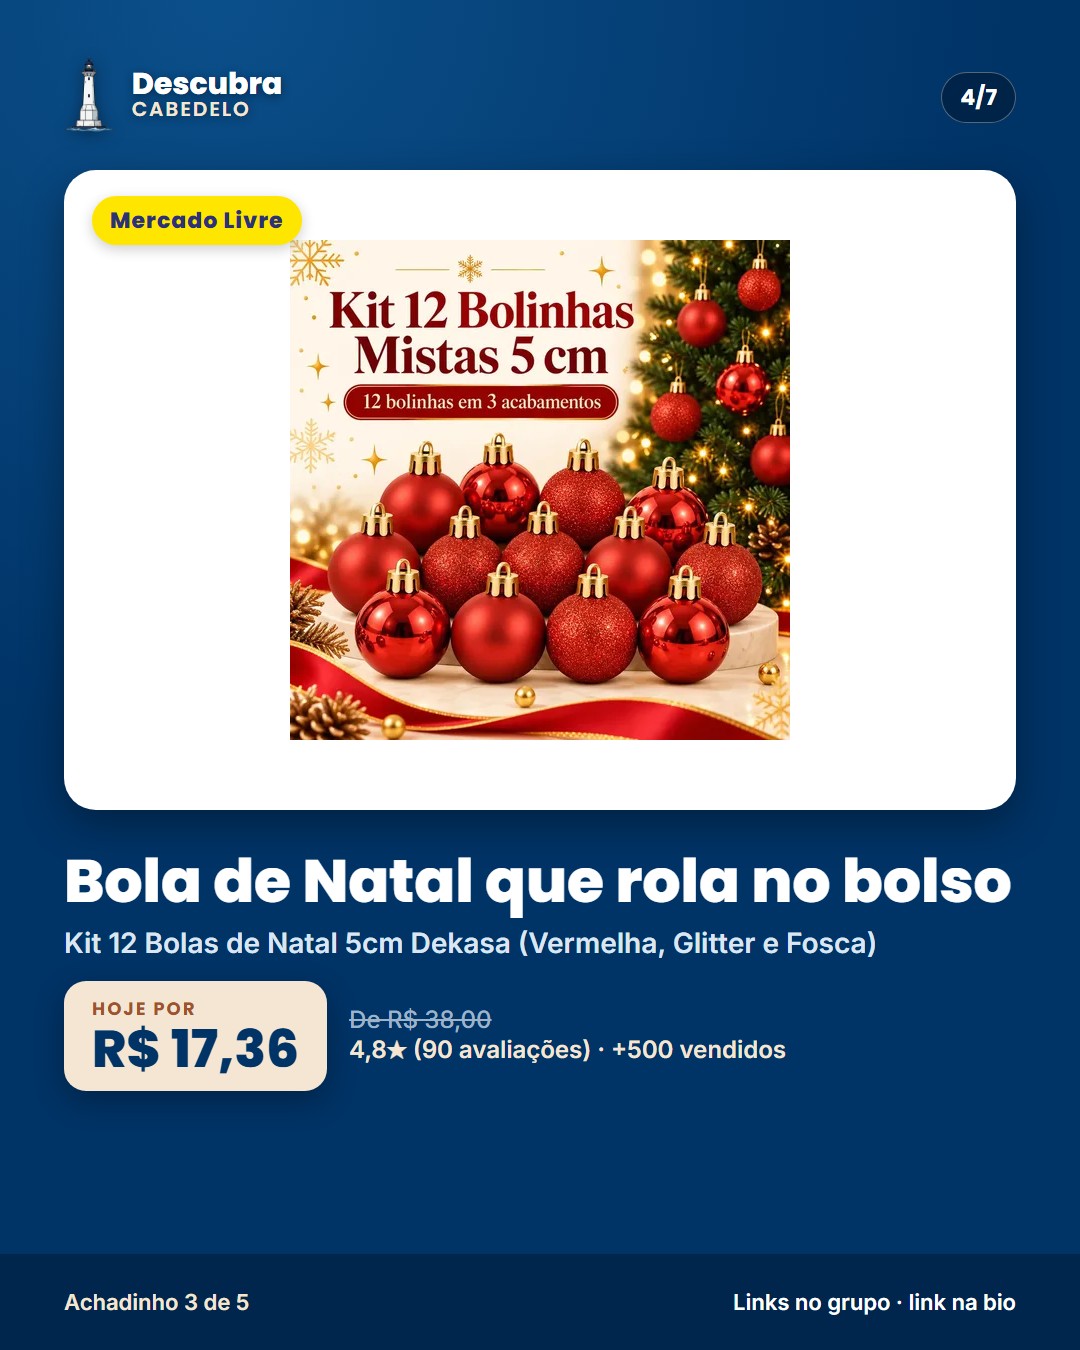 Descubra
CABEDELO
4/7
Mercado Livre
Kit 12 Bolinhas
Mistas 5 cm
12 bolinhas em 3 acabamentos
Bola de Natal que rola no bolso
Kit 12 Bolas de Natal 5cm Dekasa (Vermelha, Glitter e Fosca)
HOJE POR
R$ 17,36
De R$ 38,00
4,8★ (90 avaliações) · +500 vendidos
Achadinho 3 de 5
Links no grupo · link na bio